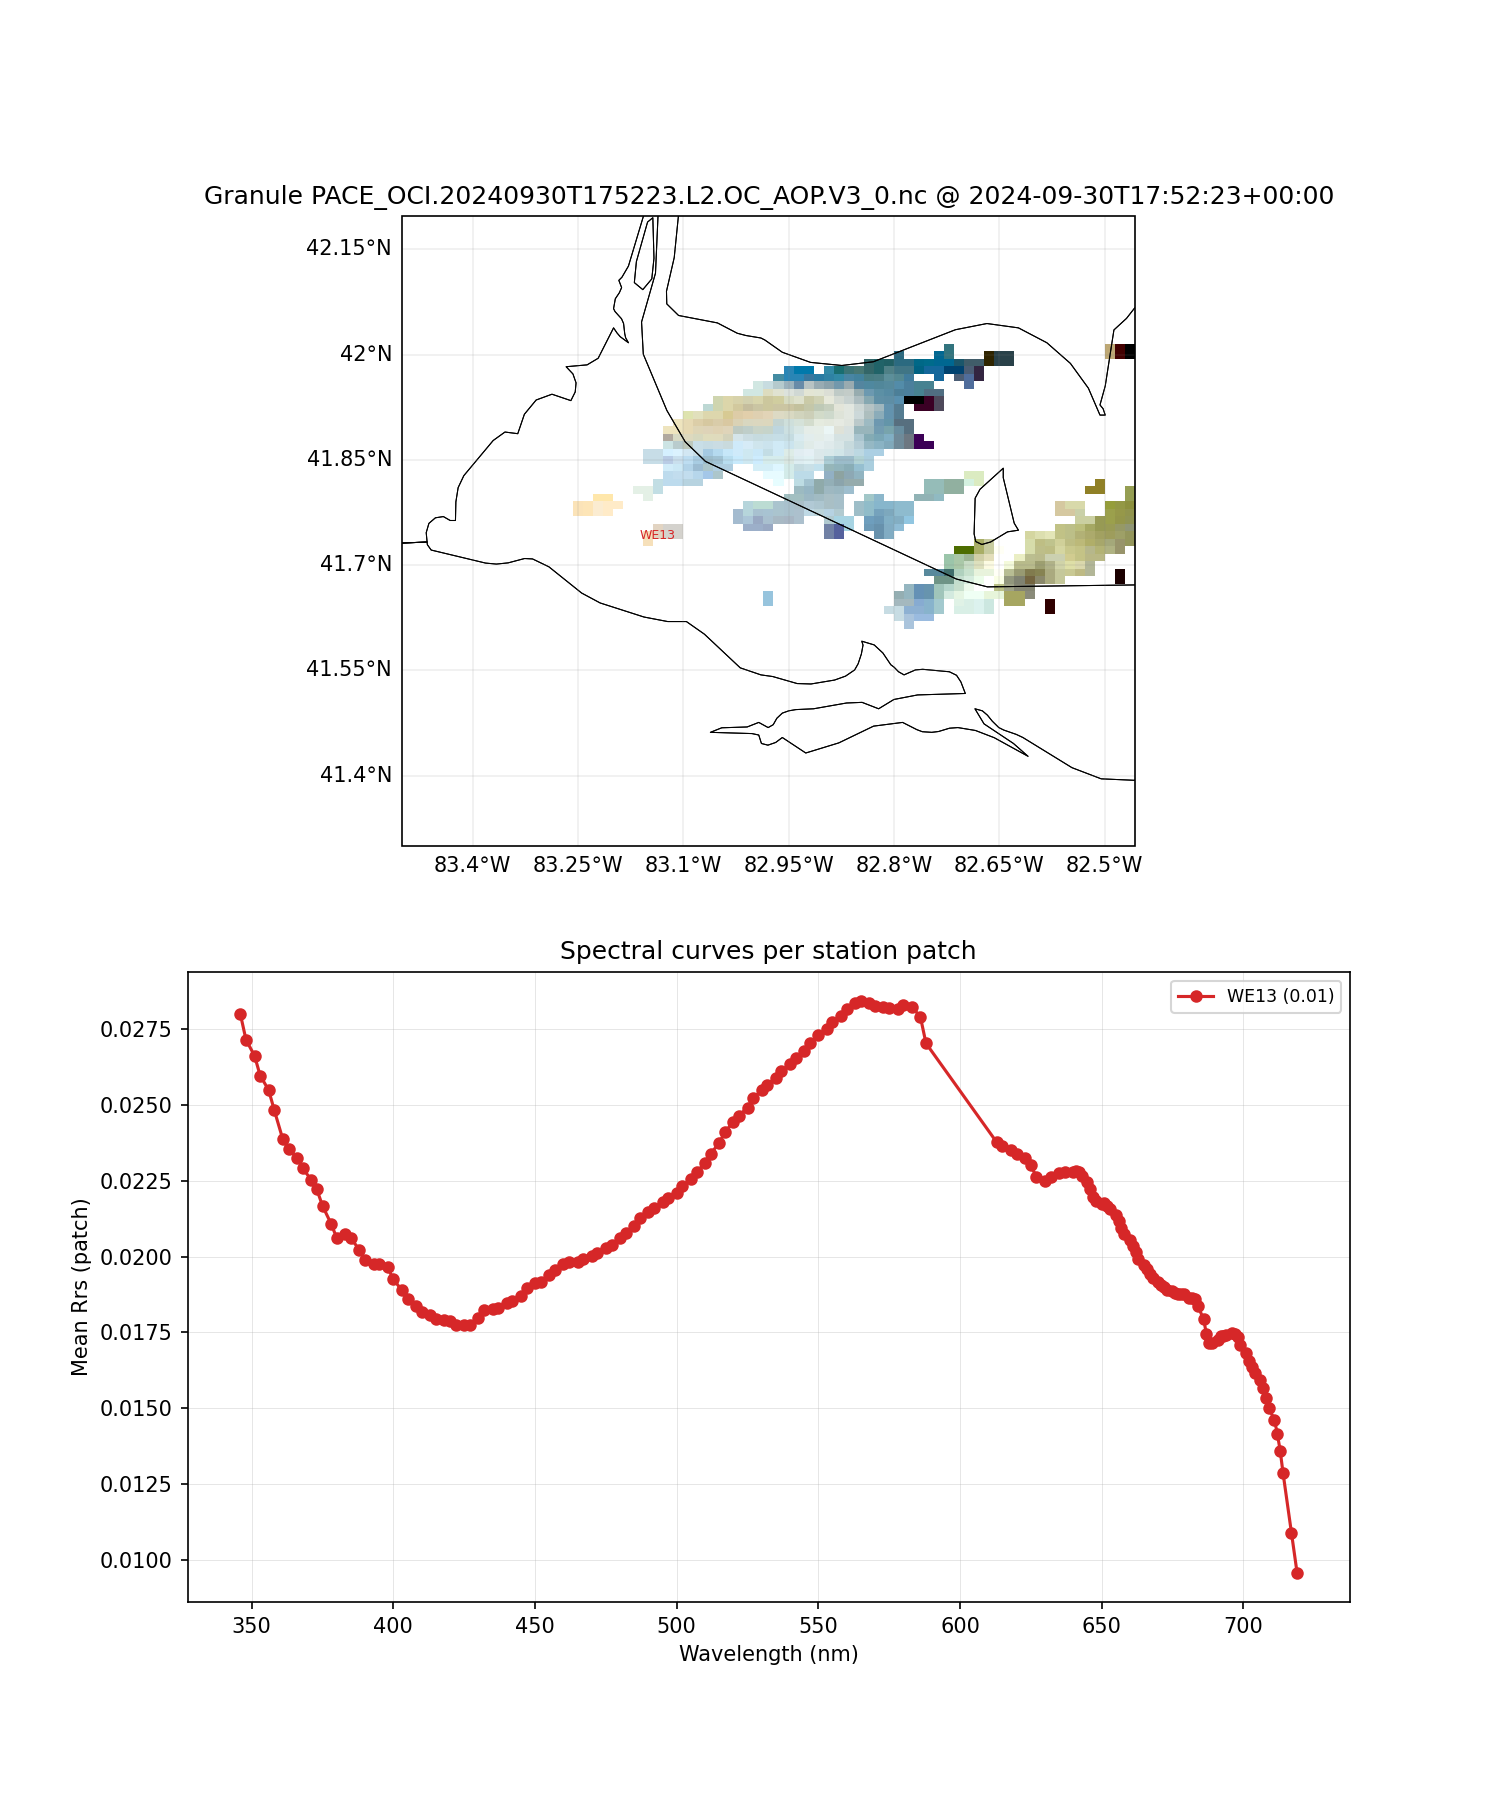 Granule PACE_OCI.20240930T175223.L2.OC_AOP.V3_0.nc @ 2024-09-30T17:52:23+00:00
42.15°N
42°N
41.85°N
41.7°N
41.55°N
41.4°N
WE13
83.4°W 83.25°W 83.1°W 82.95°W 82.8°W 82.65°W 82.5°W
Spectral curves per station patch
WE13 (0.01)
Mean Rrs (patch)
0.0275
0.0250
0.0225
0.0200
0.0175
0.0150
0.0125
0.0100
350 400 450 500 550 600 650 700
Wavelength (nm)